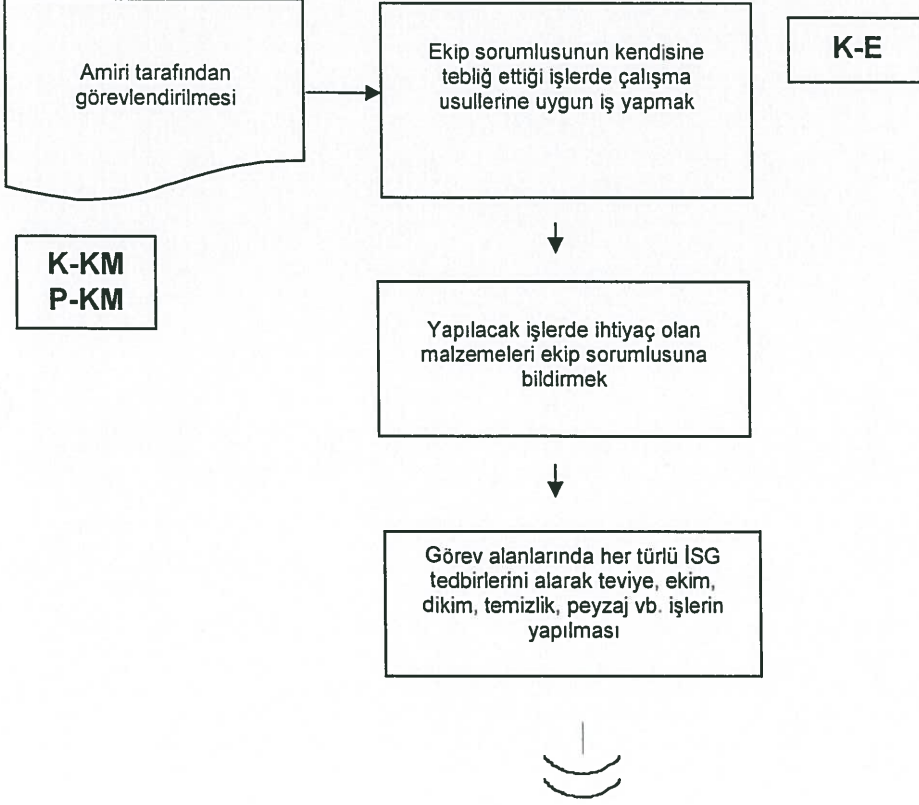 Amiri tarafından
görevlendirilmesi
Ekip sorumlusunun kendisine
tebliğ ettiği işlerde çalışma
usullerine uygun iş yapmak
K-E
K-KM
P-KM
Yapılacak işlerde ihtiyaç olan
malzemeleri ekip sorumlusuna
bildirmek
Görev alanlarında her türlü İSG
tedbirlerini alarak teviye, ekim,
dikim, temizlik, peyzaj vb. işlerin
yapılması